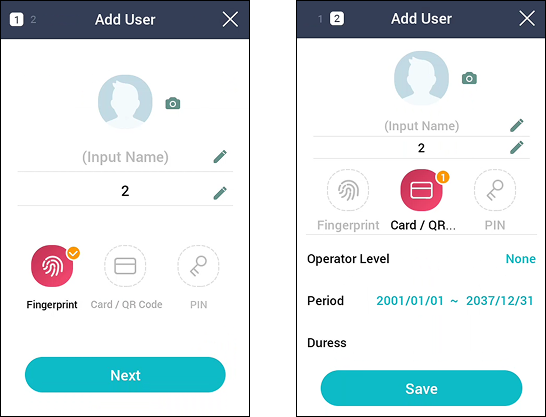 1 2 Add User
(Input Name)
2
Fingerprint Card / QR Code PIN
Next
1 2 Add User
(Input Name)
2
1
Fingerprint Card / QR... PIN
Operator Level None
Period 2001/01/01 ~ 2037/12/31
Duress
Save